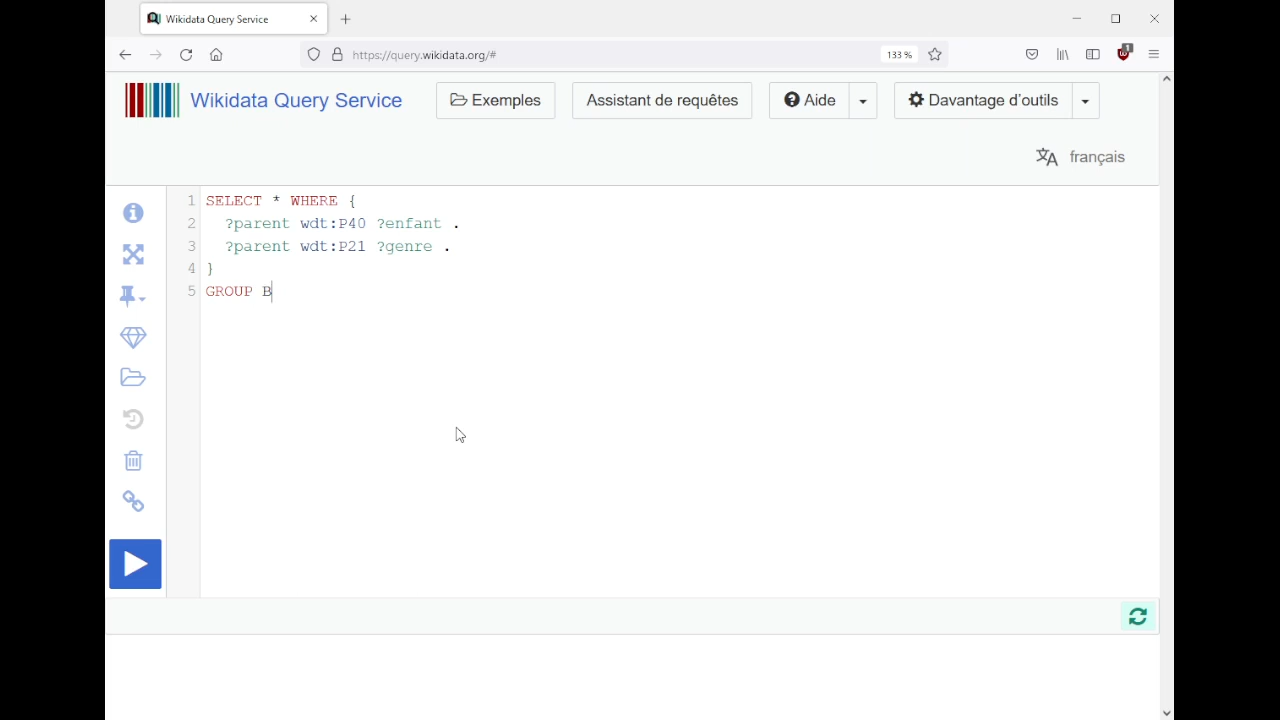 Wikidata Query Service
https://query.wikidata.org/#
133 %
1
Wikidata Query Service
Exemples
Assistant de requêtes
Aide
Davantage d'outils
français
1 SELECT * WHERE {
2 ?parent wdt:P40 ?enfant .
3 ?parent wdt:P21 ?genre .
4 }
5 GROUP B